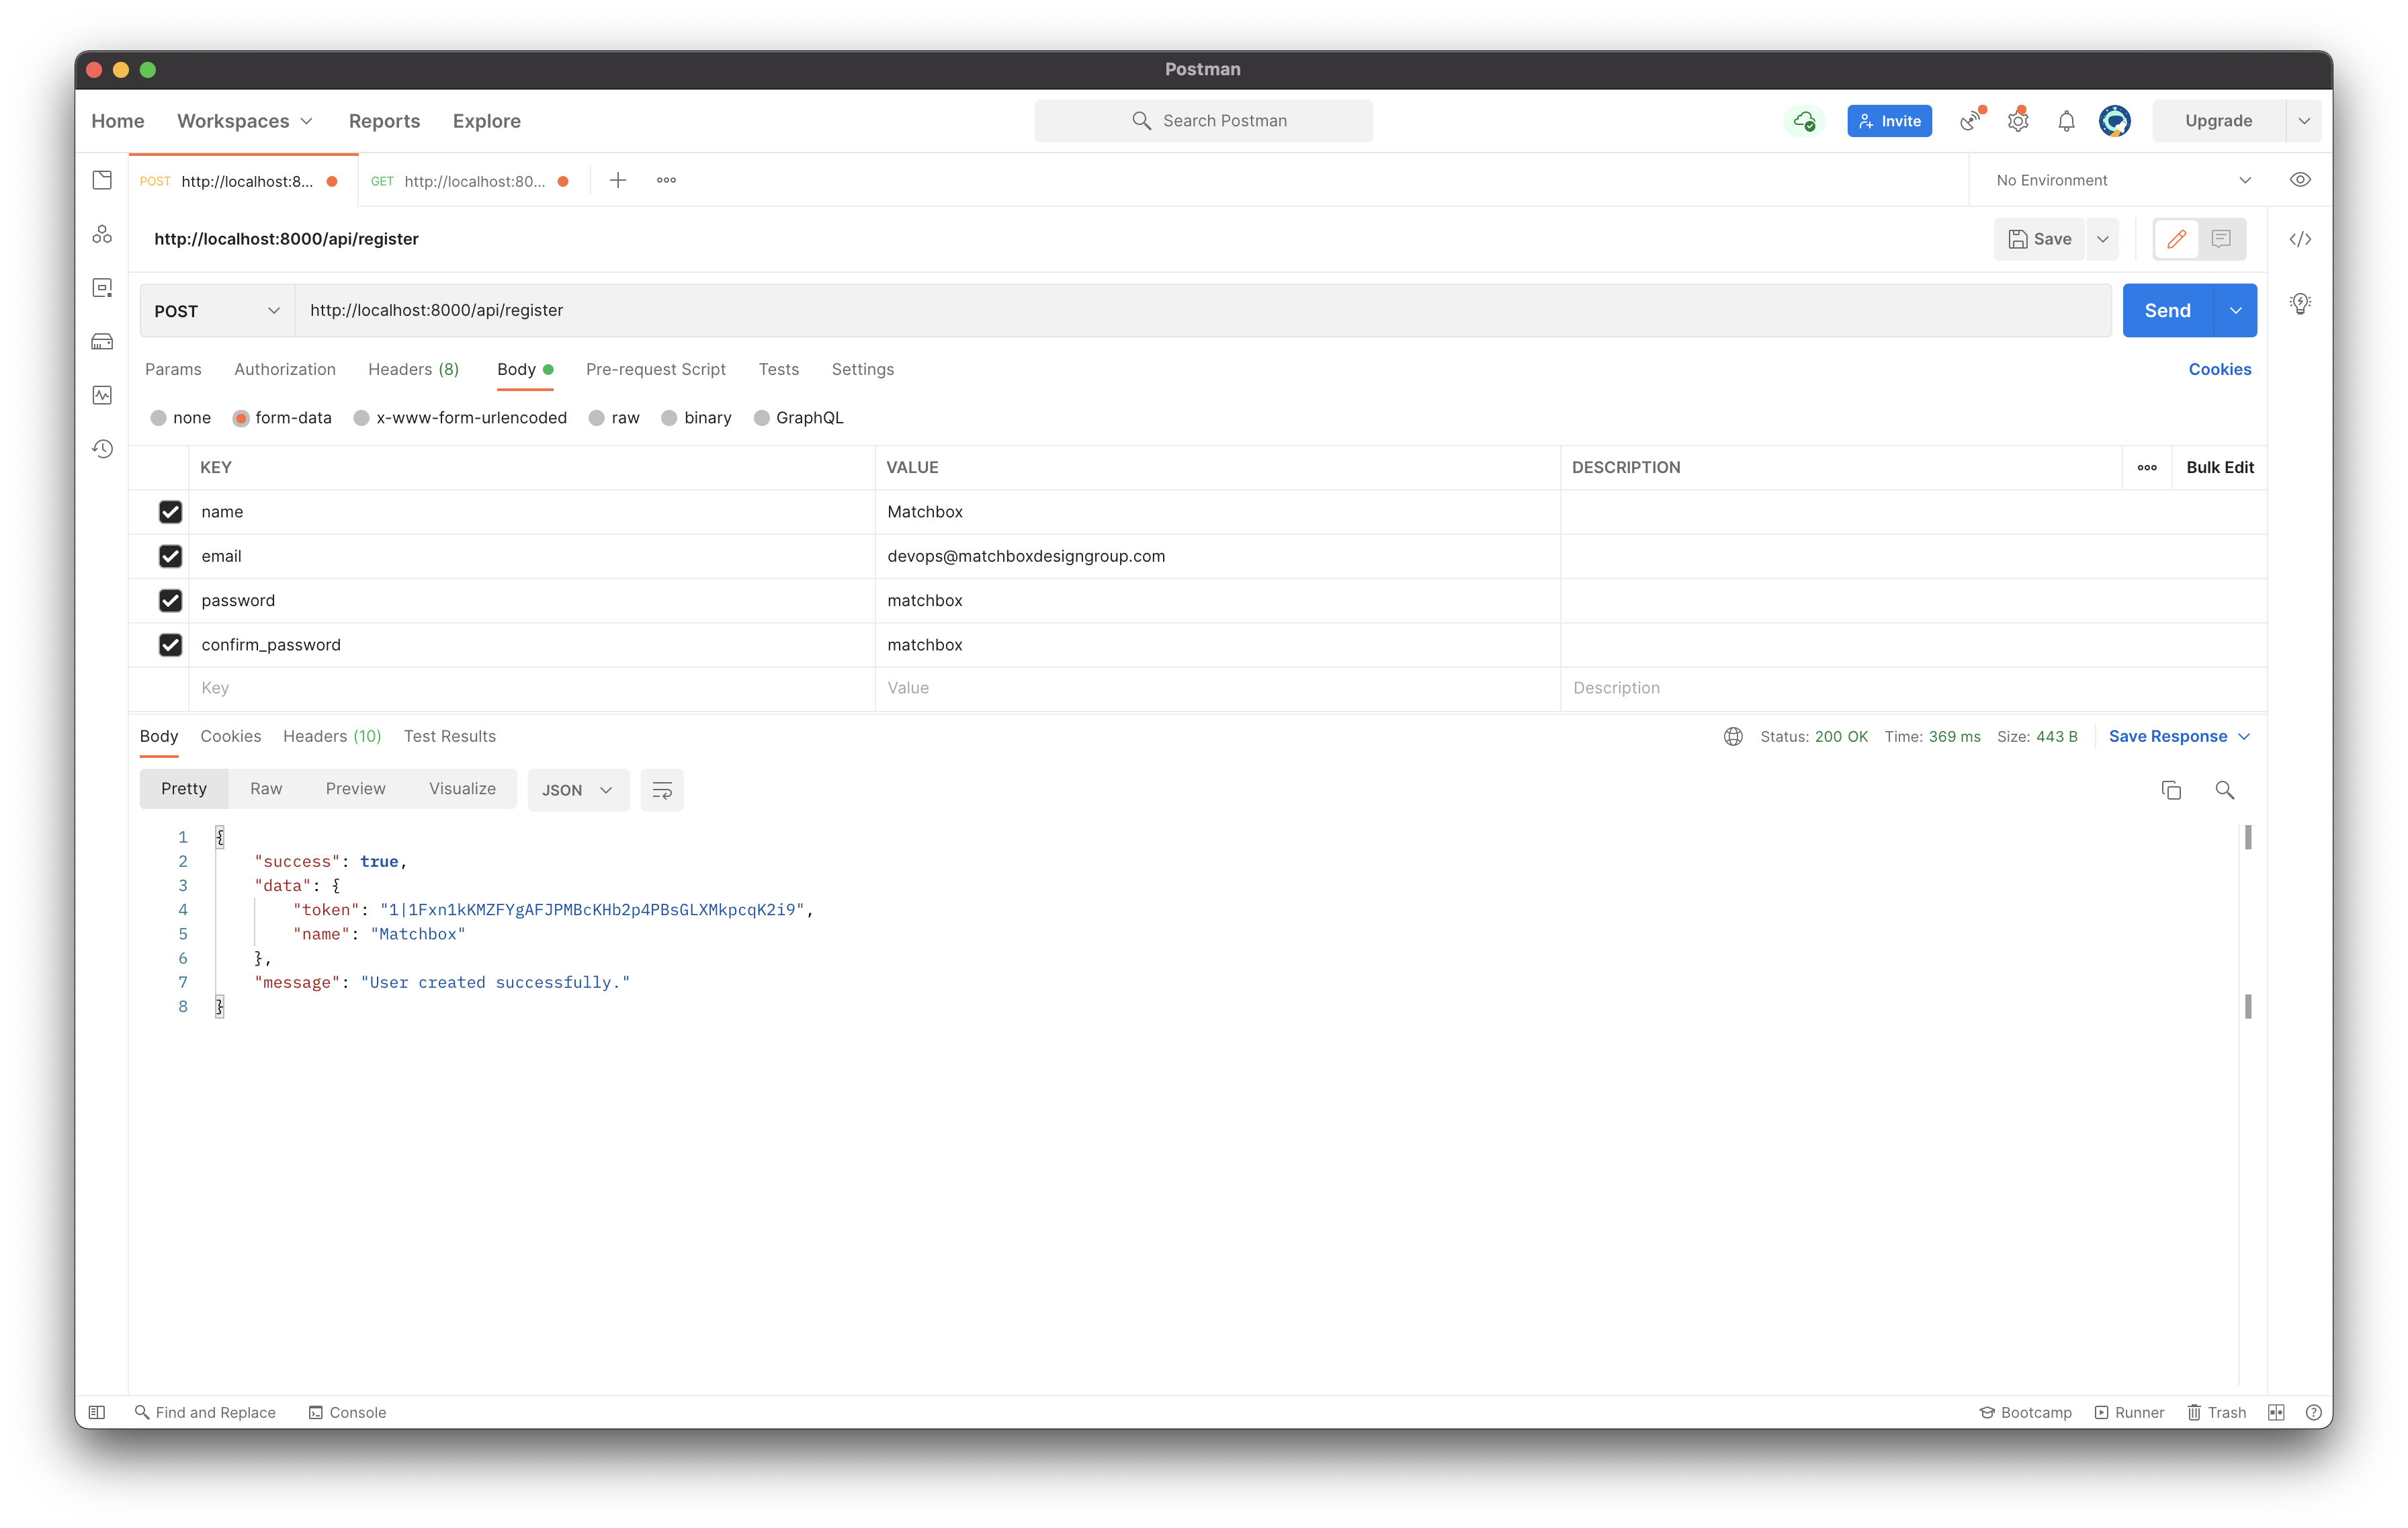 Postman
Home Workspaces Reports Explore Search Postman Invite Upgrade
POST http://localhost:8... GET http://localhost:80... No Environment
http://localhost:8000/api/register Save
POST http://localhost:8000/api/register Send
Params Authorization Headers (8) Body Pre-request Script Tests Settings Cookies
none form-data x-www-form-urlencoded raw binary GraphQL
KEY VALUE DESCRIPTION Bulk Edit
name Matchbox
email devops@matchboxdesigngroup.com
password matchbox
confirm_password matchbox
Key Value Description
Body Cookies Headers (10) Test Results Status: 200 OK Time: 369 ms Size: 443 B Save Response
Pretty Raw Preview Visualize JSON
1 {
2 "success": true,
3 "data": {
4 "token": "1|1Fxn1kKMZFYgAFJPMBcKHb2p4PBsGLXMkpcqK2i9",
5 "name": "Matchbox"
6 },
7 "message": "User created successfully."
8 }
Find and Replace Console Bootcamp Runner Trash